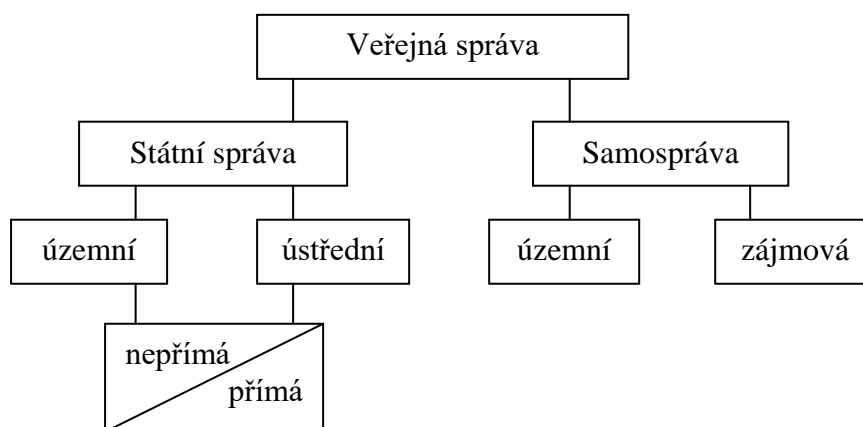 Veřejná správa
Státní správa
Samospráva
územní
ústřední
územní
zájmová
nepřímá
přímá